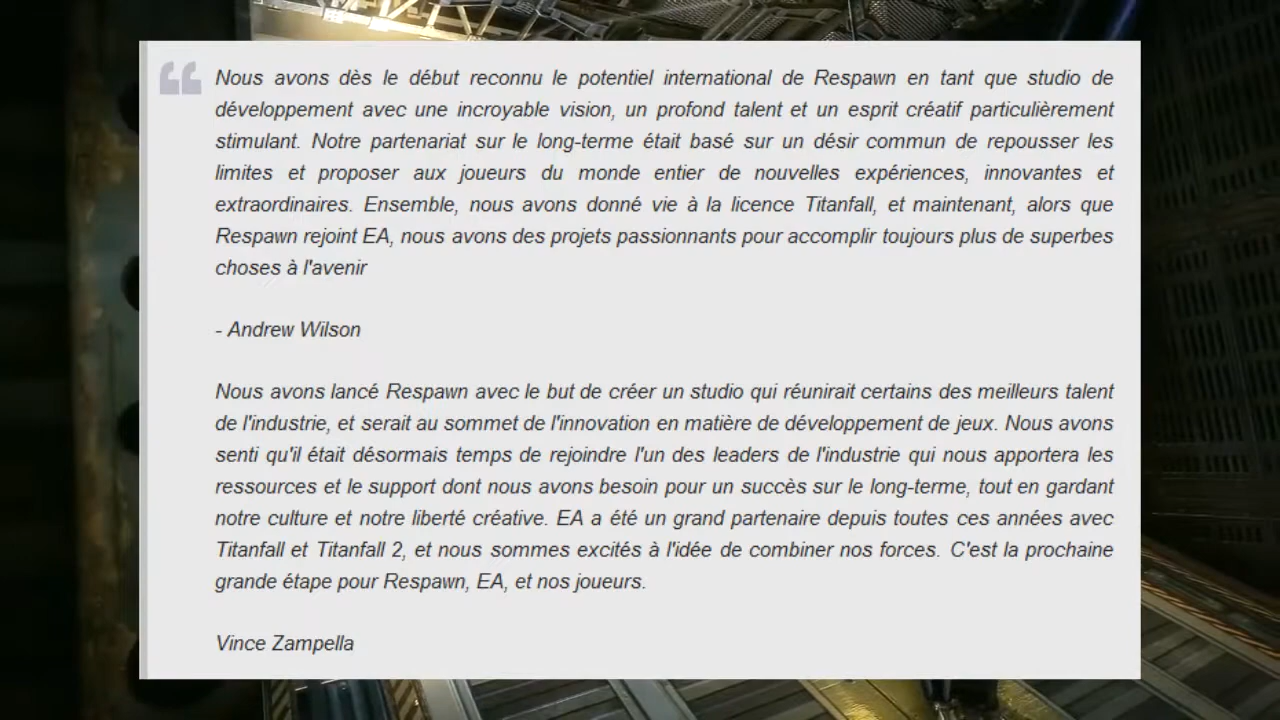 Nous avons dès le début reconnu le potentiel international de Respawn en tant que studio de
développement avec une incroyable vision, un profond talent et un esprit créatif particulièrement
stimulant. Notre partenariat sur le long-terme était basé sur un désir commun de repousser les
limites et proposer aux joueurs du monde entier de nouvelles expériences, innovantes et
extraordinaires. Ensemble, nous avons donné vie à la licence Titanfall, et maintenant, alors que
Respawn rejoint EA, nous avons des projets passionnants pour accomplir toujours plus de superbes
choses à l'avenir
- Andrew Wilson
Nous avons lancé Respawn avec le but de créer un studio qui réunirait certains des meilleurs talent
de l'industrie, et serait au sommet de l'innovation en matière de développement de jeux. Nous avons
senti qu'il était désormais temps de rejoindre l'un des leaders de l'industrie qui nous apportera les
ressources et le support dont nous avons besoin pour un succès sur le long-terme, tout en gardant
notre culture et notre liberté créative. EA a été un grand partenaire depuis toutes ces années avec
Titanfall et Titanfall 2, et nous sommes excités à l'idée de combiner nos forces. C'est la prochaine
grande étape pour Respawn, EA, et nos joueurs.
Vince Zampella